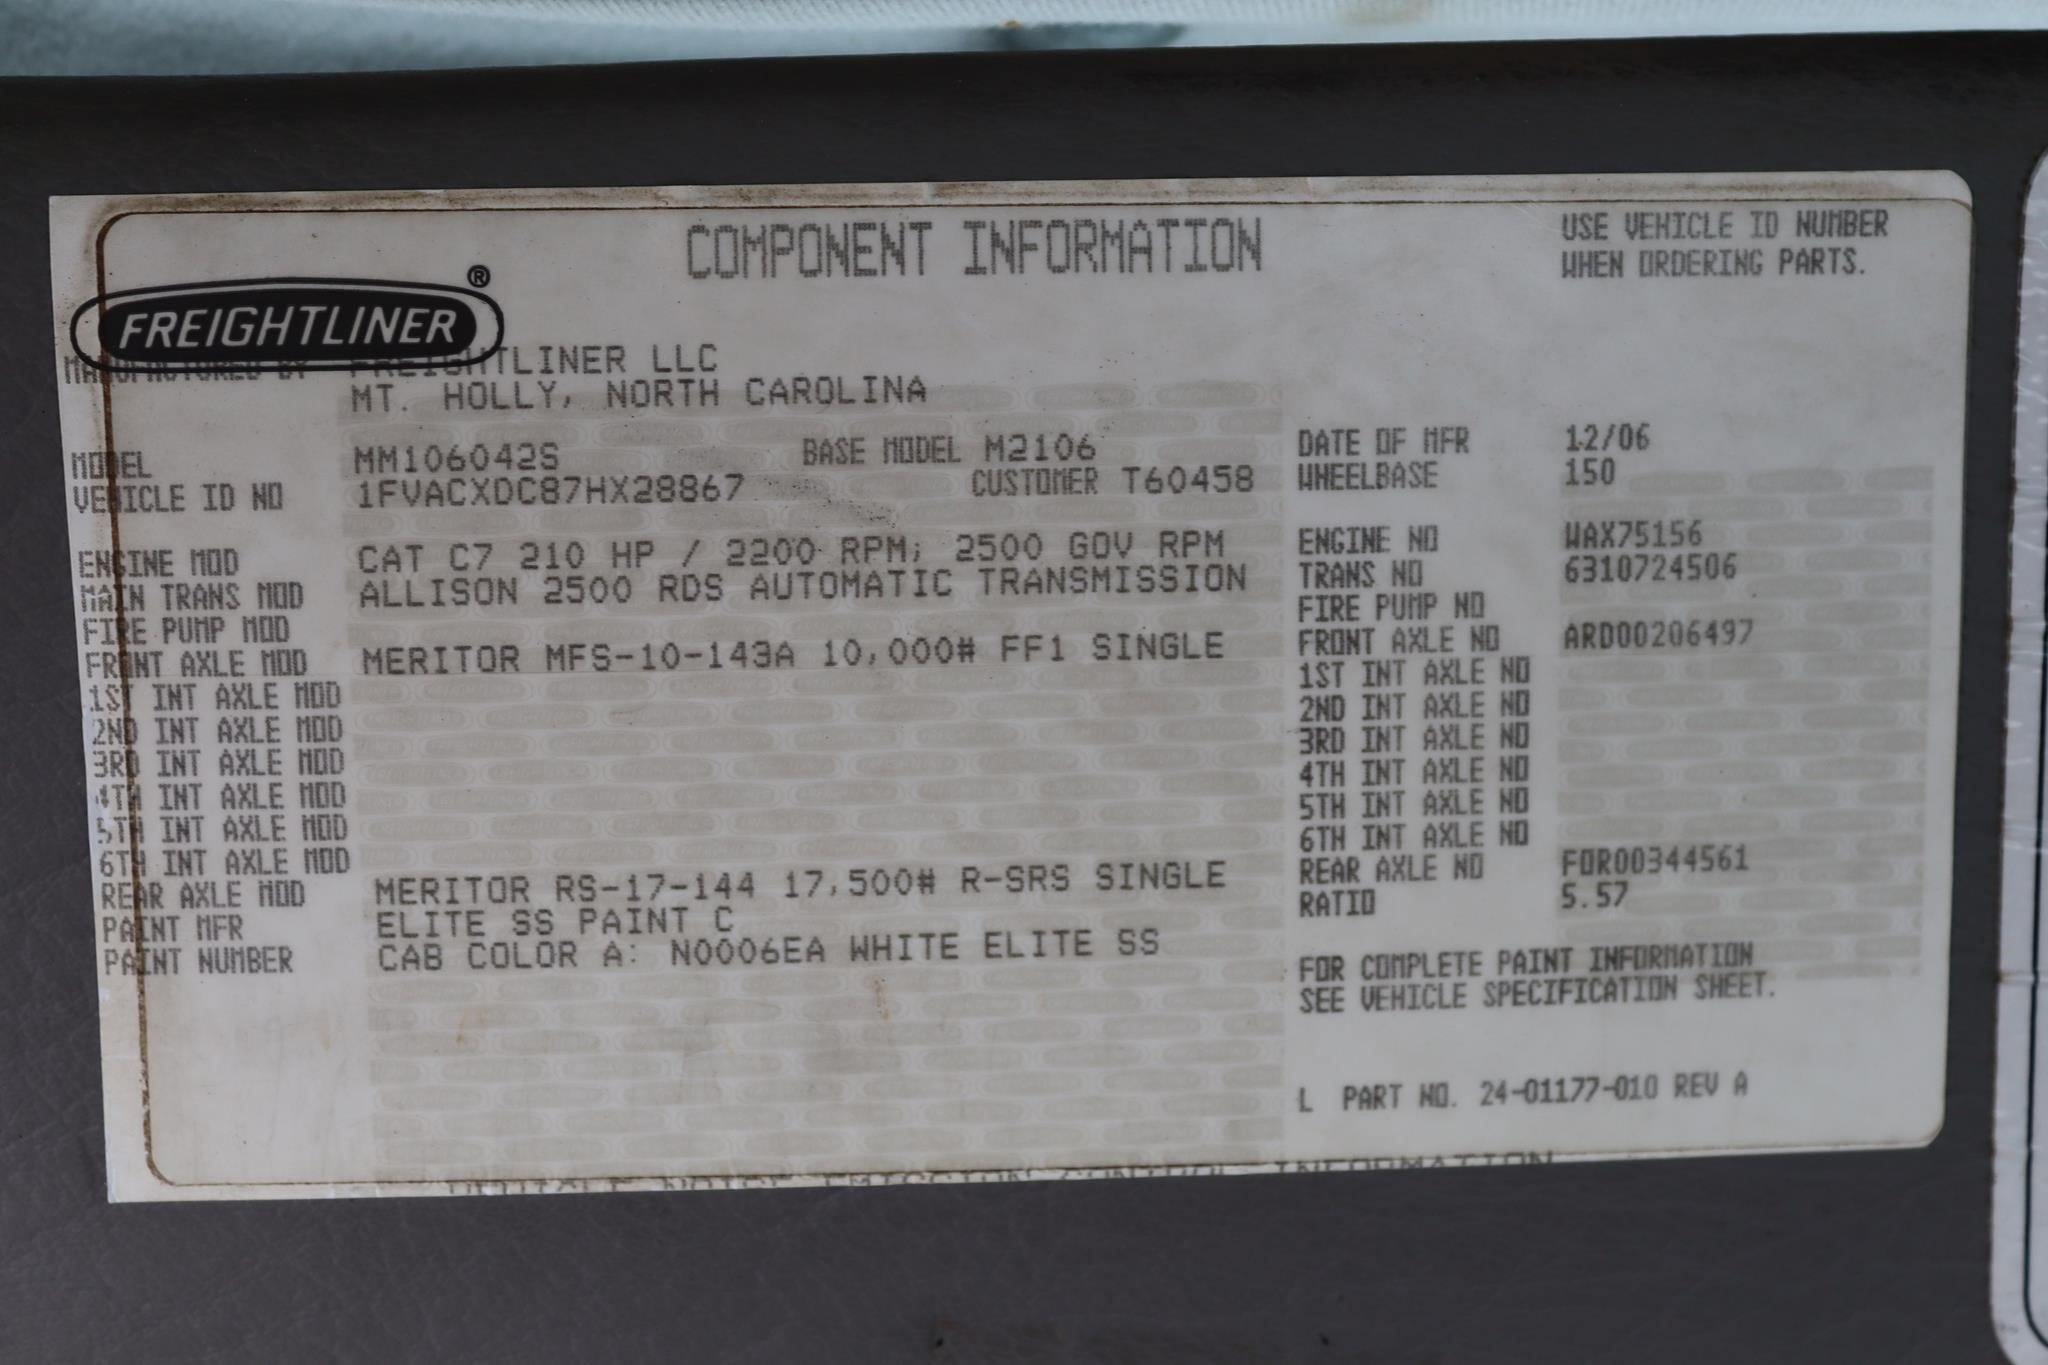 COMPONENT INFORMATION
USE VEHICLE ID NUMBER
WHEN ORDERING PARTS.
FREIGHTLINER®
MANUFACTURED BY FREIGHTLINER LLC
MT. HOLLY, NORTH CAROLINA
MODEL MM106042S BASE MODEL M2106
VEHICLE ID NO 1FVACXDC87HX28867 CUSTOMER T60458
ENGINE MOD CAT C7 210 HP / 2200 RPM; 2500 GOV RPM
MAIN TRANS MOD ALLISON 2500 RDS AUTOMATIC TRANSMISSION
FIRE PUMP MOD
FRONT AXLE MOD MERITOR MFS-10-143A 10,000# FF1 SINGLE
1ST INT AXLE MOD
2ND INT AXLE MOD
3RD INT AXLE MOD
4TH INT AXLE MOD
5TH INT AXLE MOD
6TH INT AXLE MOD
REAR AXLE MOD MERITOR RS-17-144 17,500# R-SRS SINGLE
PAINT MFR ELITE SS PAINT C
PAINT NUMBER CAB COLOR A: N0006EA WHITE ELITE SS
DATE OF MFR 12/06
WHEELBASE 150
ENGINE NO WAX75156
TRANS NO 6310724506
FIRE PUMP NO
FRONT AXLE NO ARD00206497
1ST INT AXLE NO
2ND INT AXLE NO
3RD INT AXLE NO
4TH INT AXLE NO
5TH INT AXLE NO
6TH INT AXLE NO
REAR AXLE NO FOR00344561
RATIO 5.57
FOR COMPLETE PAINT INFORMATION
SEE VEHICLE SPECIFICATION SHEET.
L PART NO. 24-01177-010 REV A
VEHICLE NOISE EMISSION CONTROL INFORMATION